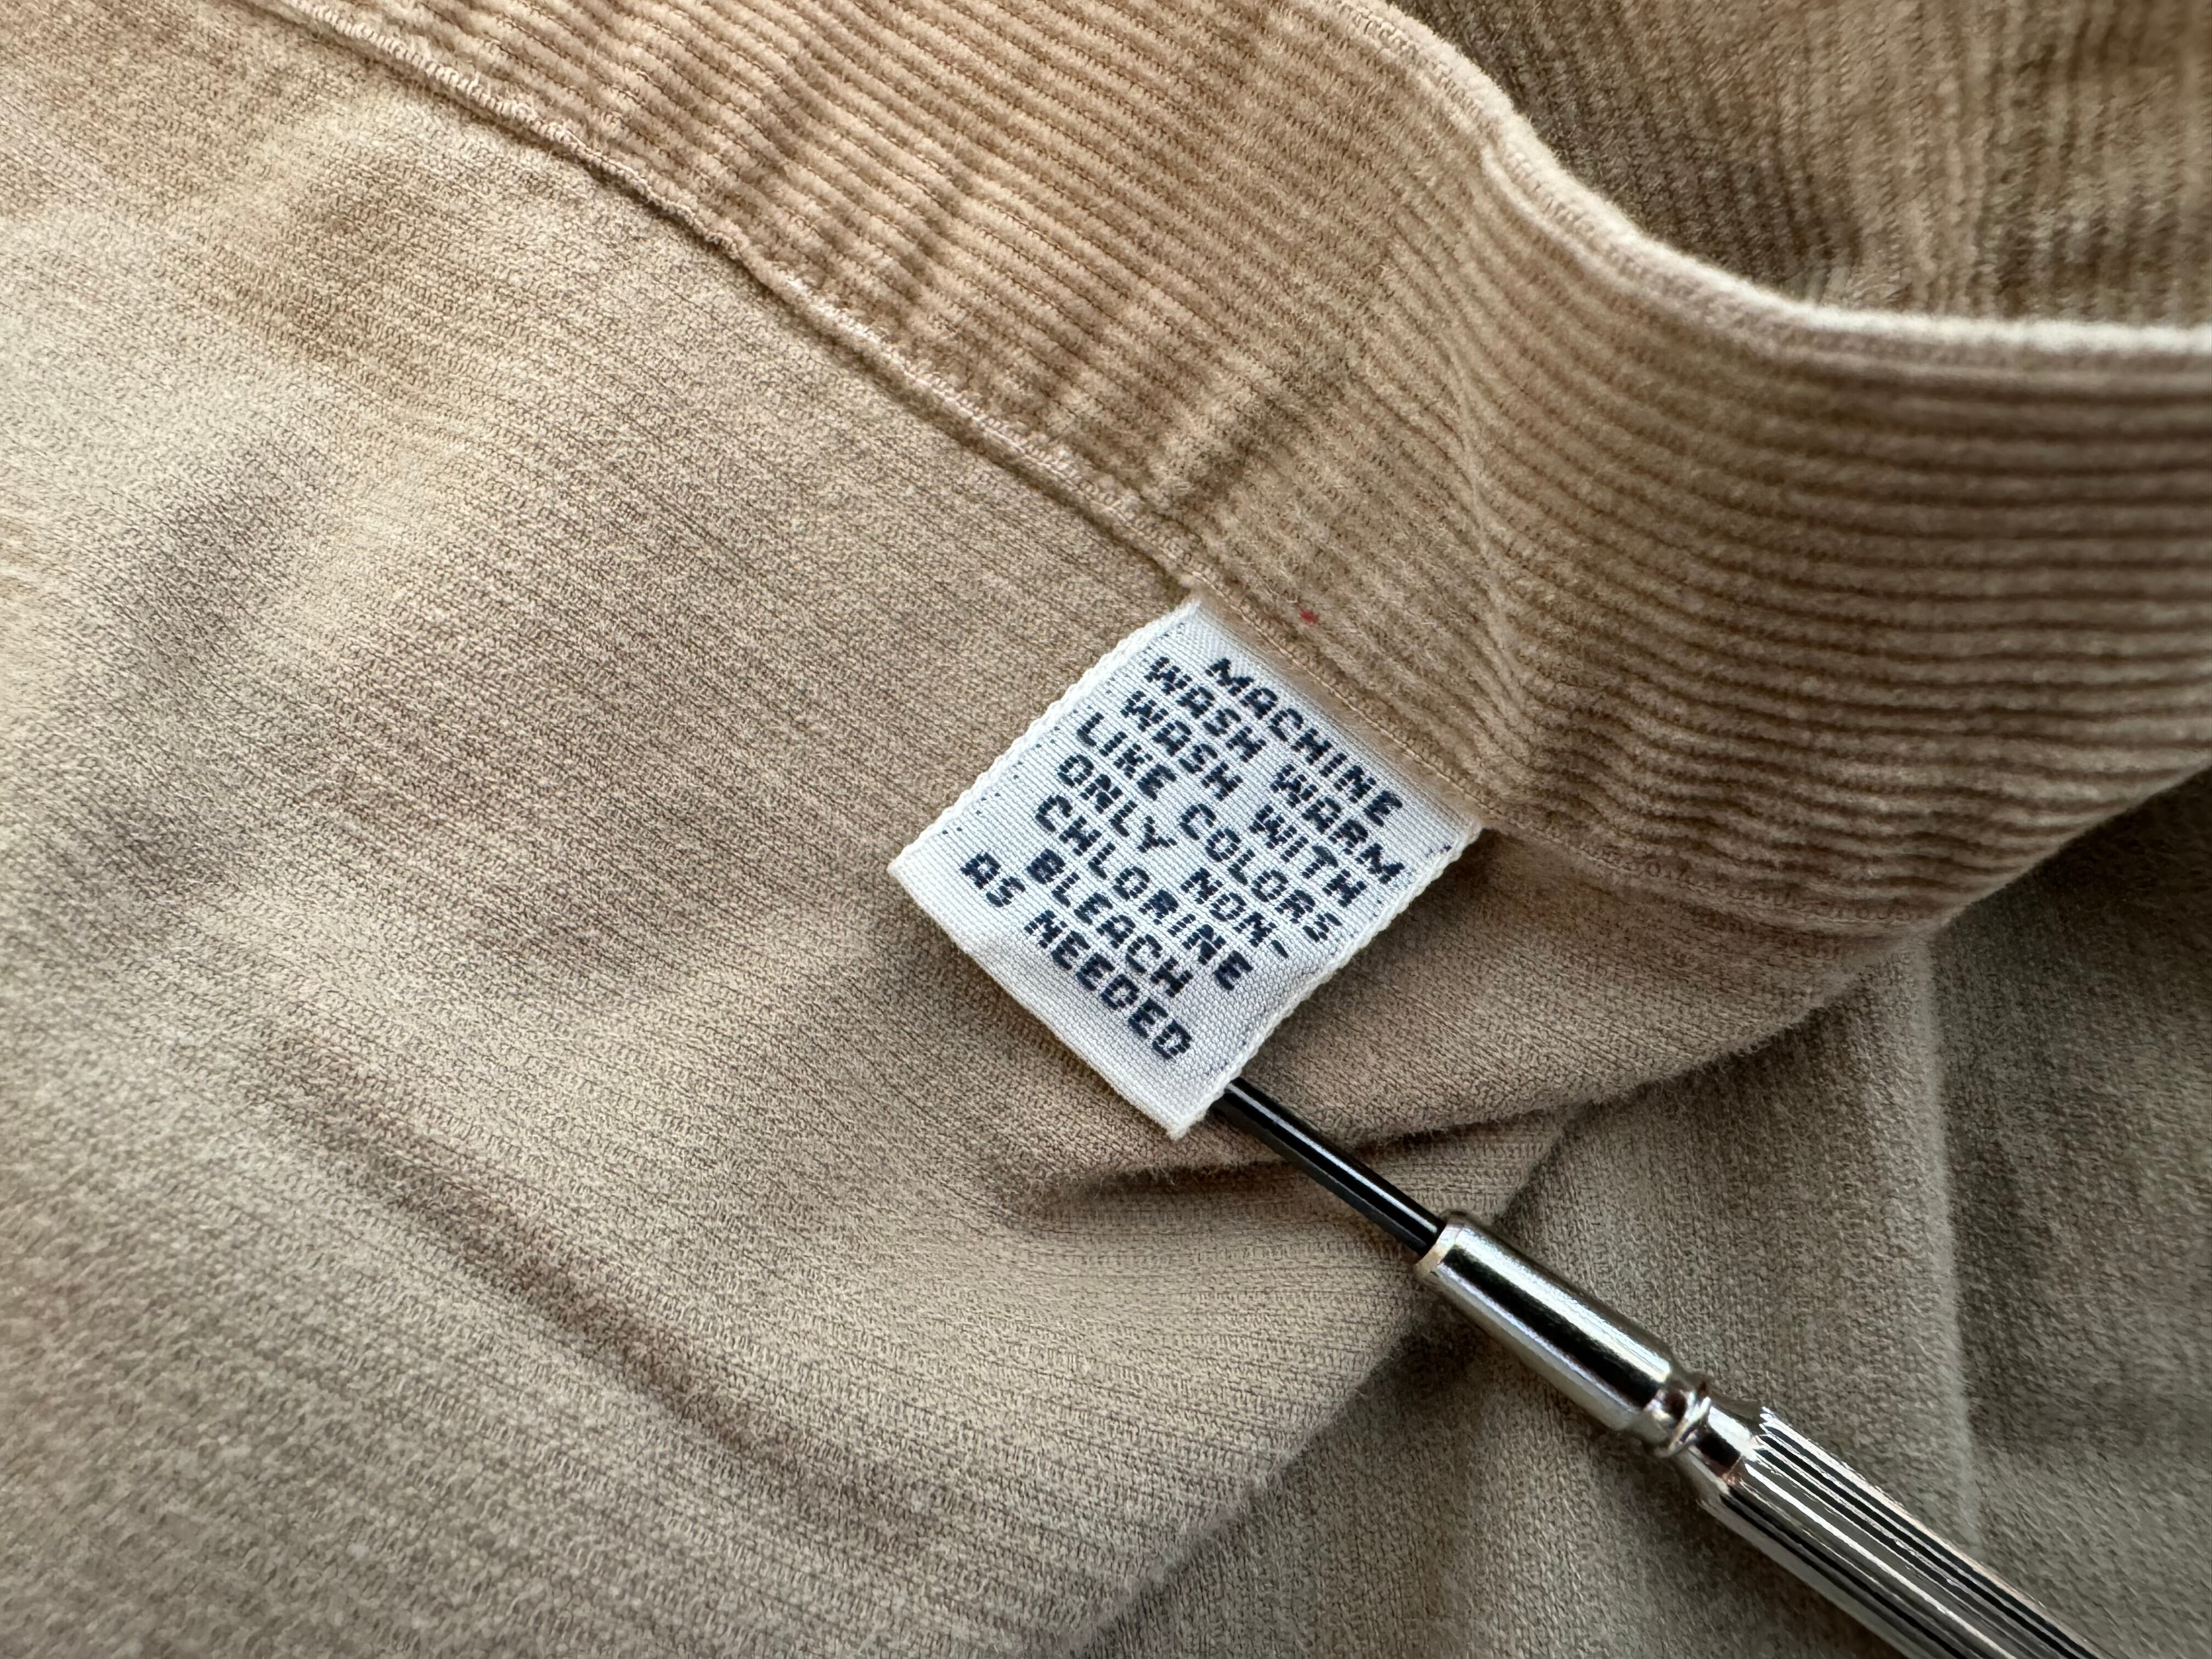 MACHINE
WASH WARM
WASH WITH
LIKE COLORS
ONLY NON-
CHLORINE
BLEACH
AS NEEDED